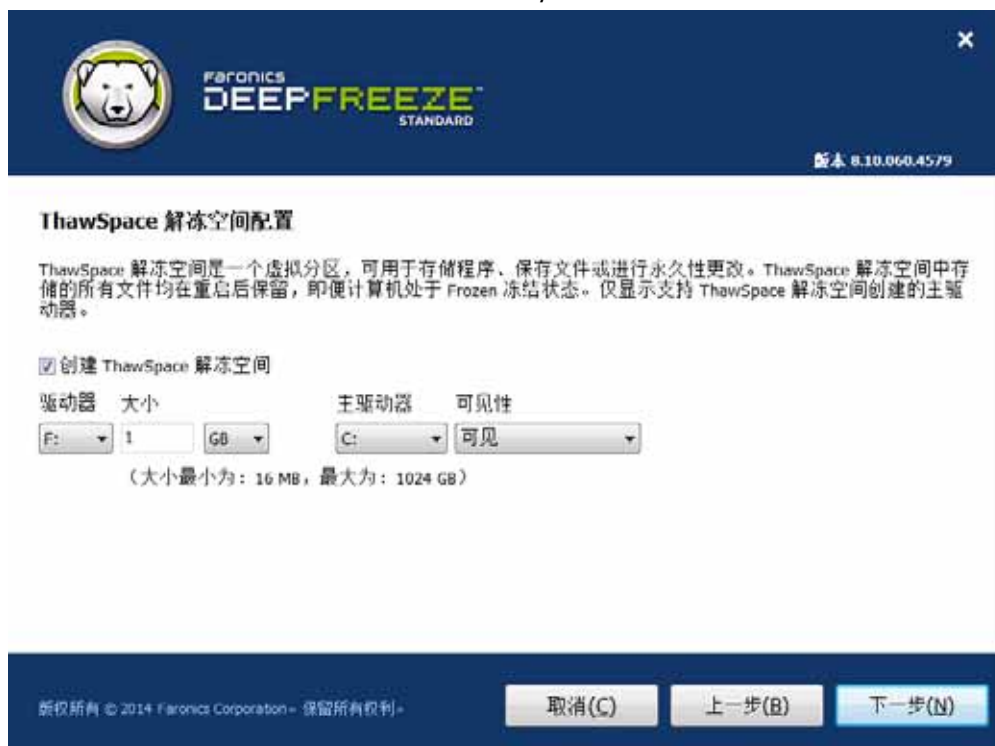 Faronics
DEEPFREEZE™
STANDARD
版本 8.10.060.4579
ThawSpace 解冻空间配置
ThawSpace 解冻空间是一个虚拟分区，可用于存储程序、保存文件或进行永久性更改。ThawSpace 解冻空间中存
储的所有文件均在重启后保留，即便计算机处于 Frozen 冻结状态。仅显示支持 ThawSpace 解冻空间创建的主驱
动器。
创建 ThawSpace 解冻空间
驱动器 大小 主驱动器 可见性
F: 1 GB C: 可见
（大小最小为：16 MB，最大为：1024 GB）
版权所有 © 2014 Faronics Corporation。保留所有权利。
取消(C) 上一步(B) 下一步(N)